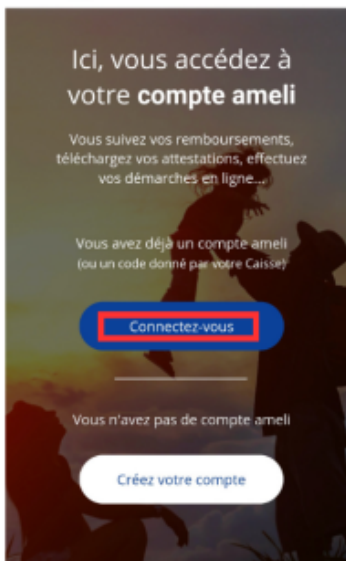 Ici, vous accédez à
votre compte ameli
Vous suivez vos remboursements,
téléchargez vos attestations, effectuez
vos démarches en ligne...
Vous avez déjà un compte ameli
(ou un code donné par votre Caisse)
Connectez-vous
Vous n'avez pas de compte ameli
Créez votre compte